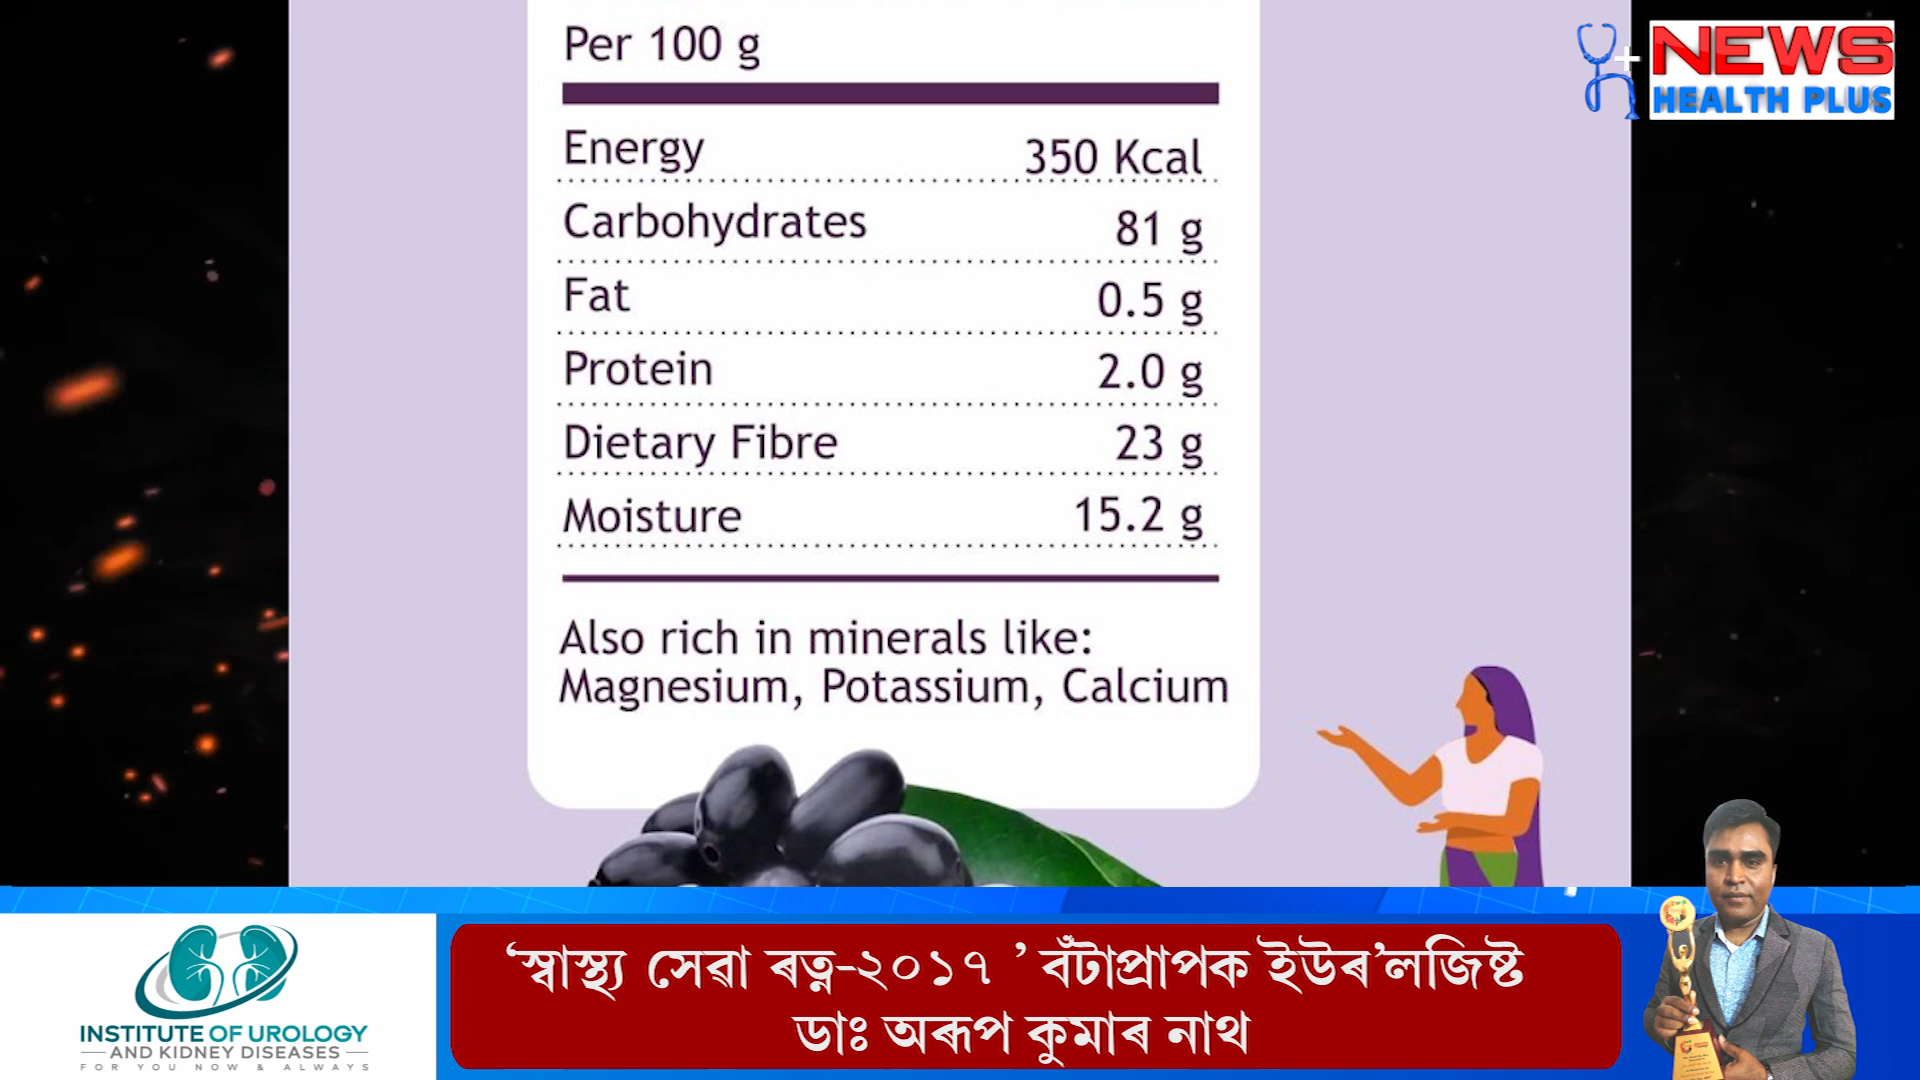 Per 100 g
NEWS
HEALTH PLUS
Energy 350 Kcal
Carbohydrates 81 g
Fat 0.5 g
Protein 2.0 g
Dietary Fibre 23 g
Moisture 15.2 g
Also rich in minerals like:
Magnesium, Potassium, Calcium
‘স্বাস্থ্য সেৱা ৰত্ন-২০১৭ ’ বঁটাপ্ৰাপক ইউৰ’লজিষ্ট
ডাঃ অৰূপ কুমাৰ নাথ
INSTITUTE OF UROLOGY
AND KIDNEY DISEASES
FOR YOU NOW & ALWAYS